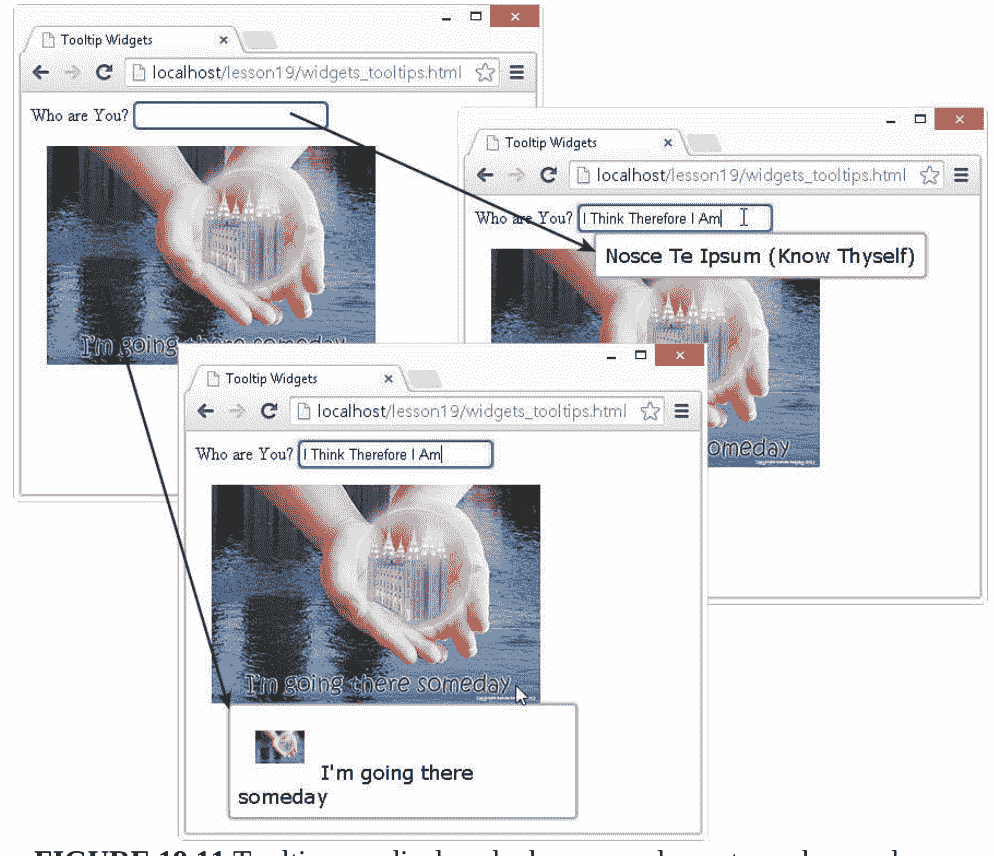 Tooltip Widgets
localhost/lesson19/widgets_tooltips.html
Who are You?
I'm going there someday
Tooltip Widgets
localhost/lesson19/widgets_tooltips.html
Who are You? I Think Therefore I Am
Nosce Te Ipsum (Know Thyself)
omeday
Tooltip Widgets
localhost/lesson19/widgets_tooltips.html
Who are You? I Think Therefore I Am
I'm going there someday
I'm going there
someday